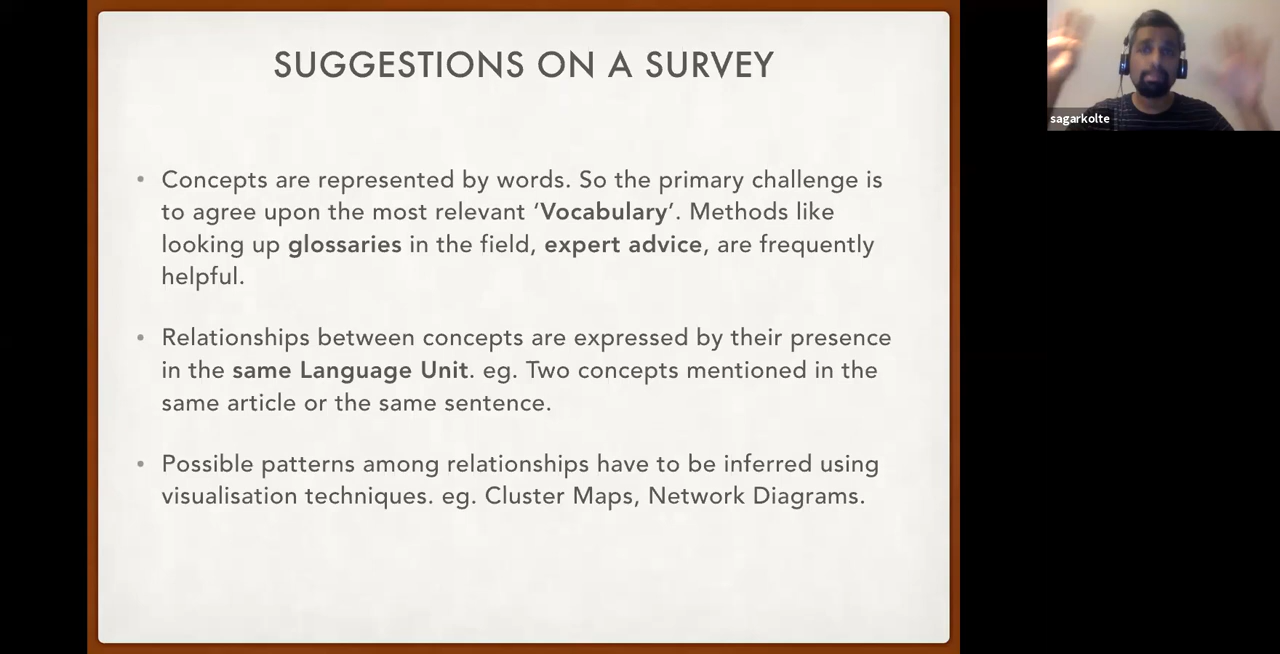 SUGGESTIONS ON A SURVEY
• Concepts are represented by words. So the primary challenge is
to agree upon the most relevant ‘Vocabulary’. Methods like
looking up glossaries in the field, expert advice, are frequently
helpful.
• Relationships between concepts are expressed by their presence
in the same Language Unit. eg. Two concepts mentioned in the
same article or the same sentence.
• Possible patterns among relationships have to be inferred using
visualisation techniques. eg. Cluster Maps, Network Diagrams.
sagarkolte